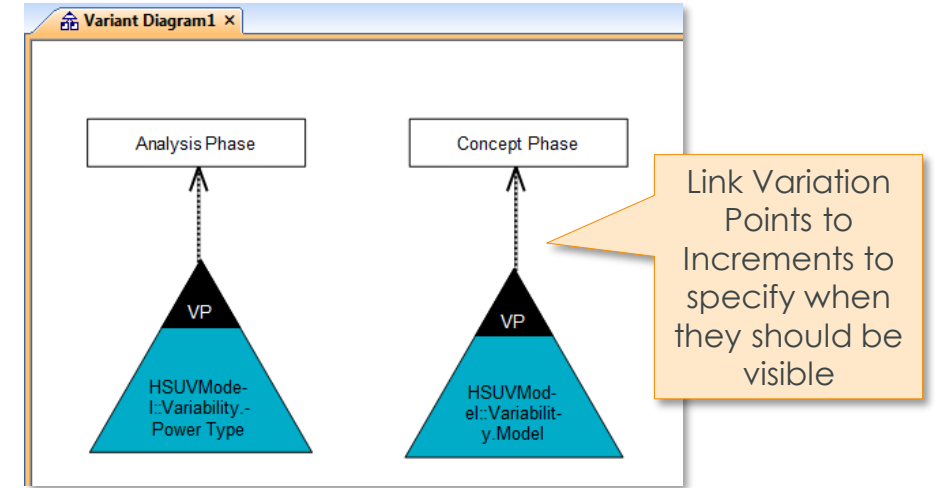 Variant Diagram1 ×
Analysis Phase
Concept Phase
VP
HSUVMode-
l::Variability.-
Power Type
VP
HSUVMod-
el::Variabilit-
y.Model
Link Variation
Points to
Increments to
specify when
they should be
visible